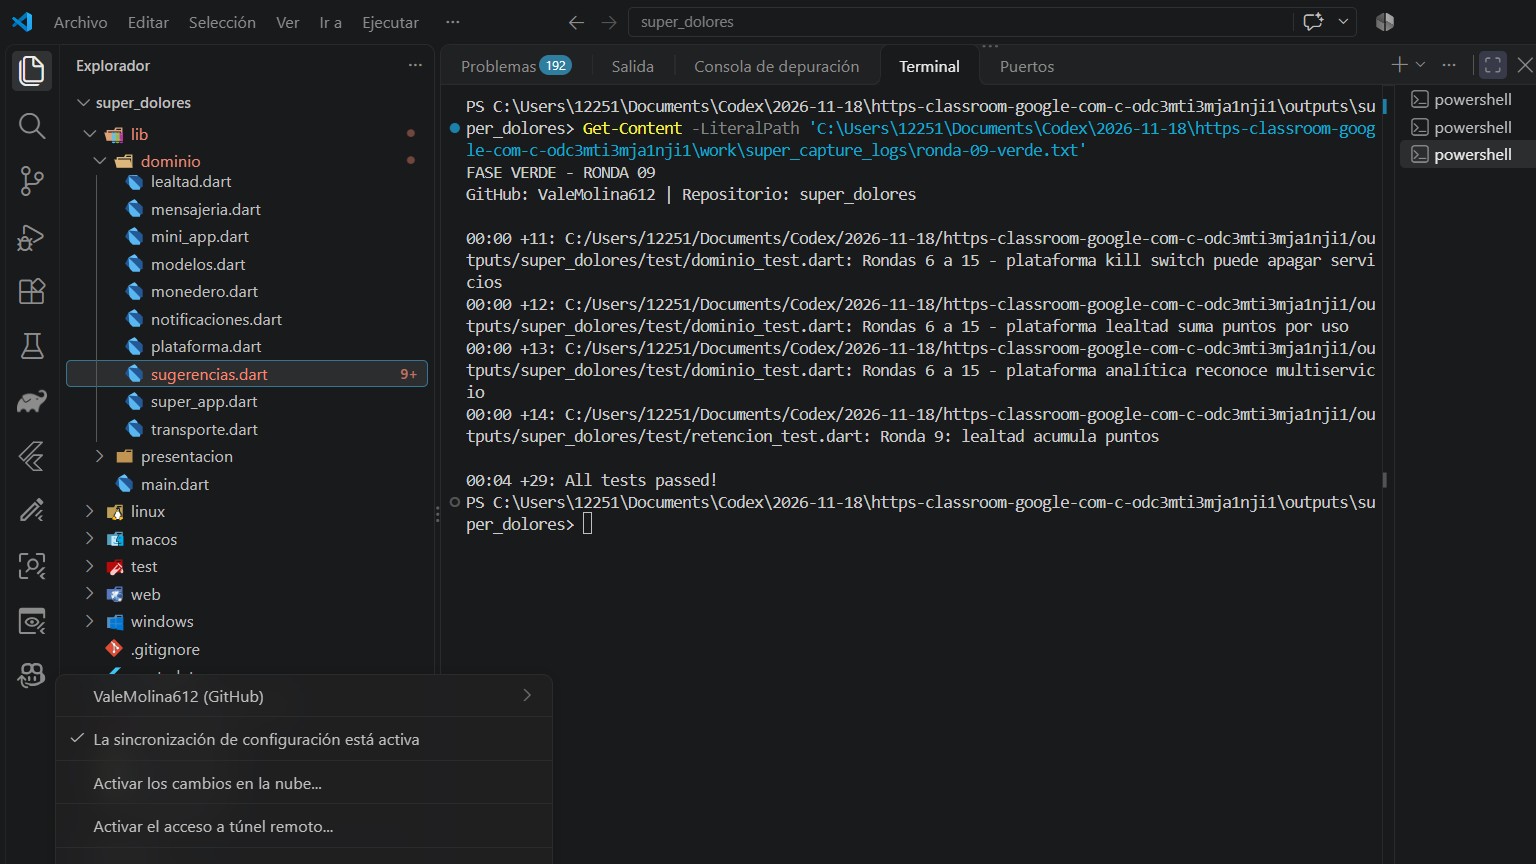 Archivo Editar Selección Ver Ir a Ejecutar ··· super_dolores
Explorador ···
super_dolores
lib
dominio
lealtad.dart
mensajeria.dart
mini_app.dart
modelos.dart
monedero.dart
notificaciones.dart
plataforma.dart
sugerencias.dart 9+
super_app.dart
transporte.dart
presentacion
main.dart
linux
macos
test
web
windows
.gitignore
ValeMolina612 (GitHub)
La sincronización de configuración está activa
Activar los cambios en la nube...
Activar el acceso a túnel remoto...
Problemas 192 Salida Consola de depuración Terminal Puertos
PS C:\Users\12251\Documents\Codex\2026-11-18\https-classroom-google-com-c-odc3mti3mja1nji1\outputs\su
per_dolores> Get-Content -LiteralPath 'C:\Users\12251\Documents\Codex\2026-11-18\https-classroom-goog
le-com-c-odc3mti3mja1nji1\work\super_capture_logs\ronda-09-verde.txt'
FASE VERDE - RONDA 09
GitHub: ValeMolina612 | Repositorio: super_dolores
00:00 +11: C:/Users/12251/Documents/Codex/2026-11-18/https-classroom-google-com-c-odc3mti3mja1nji1/ou
tputs/super_dolores/test/dominio_test.dart: Rondas 6 a 15 - plataforma kill switch puede apagar servi
cios
00:00 +12: C:/Users/12251/Documents/Codex/2026-11-18/https-classroom-google-com-c-odc3mti3mja1nji1/ou
tputs/super_dolores/test/dominio_test.dart: Rondas 6 a 15 - plataforma lealtad suma puntos por uso
00:00 +13: C:/Users/12251/Documents/Codex/2026-11-18/https-classroom-google-com-c-odc3mti3mja1nji1/ou
tputs/super_dolores/test/dominio_test.dart: Rondas 6 a 15 - plataforma analítica reconoce multiservic
io
00:00 +14: C:/Users/12251/Documents/Codex/2026-11-18/https-classroom-google-com-c-odc3mti3mja1nji1/ou
tputs/super_dolores/test/retencion_test.dart: Ronda 9: lealtad acumula puntos
00:04 +29: All tests passed!
PS C:\Users\12251\Documents\Codex\2026-11-18\https-classroom-google-com-c-odc3mti3mja1nji1\outputs\su
per_dolores>
powershell
powershell
powershell